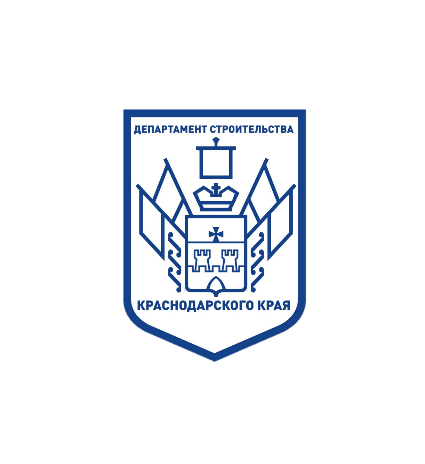 ДЕПАРТАМЕНТ СТРОИТЕЛЬСТВА
КРАСНОДАРСКОГО КРАЯ